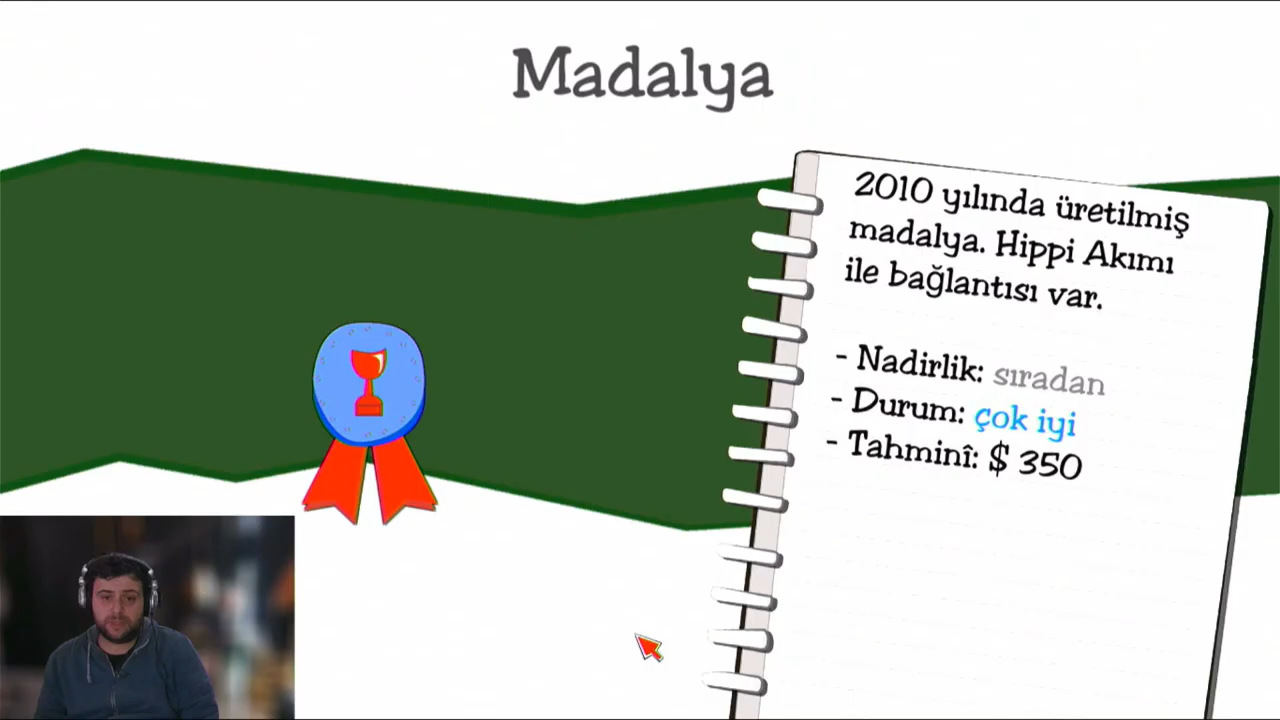 Madalya
2010 yılında üretilmiş
madalya. Hippi Akımı
ile bağlantısı var.
- Nadirlik: sıradan
- Durum: çok iyi
- Tahminî: $ 350